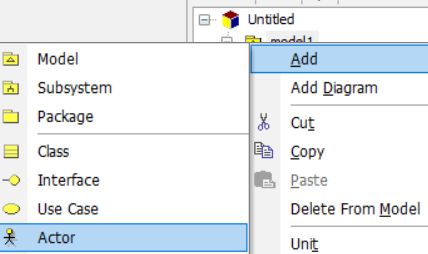 Untitled
model1
Model
Subsystem
Package
Class
Interface
Use Case
Actor
Add
Add Diagram
Cut
Copy
Paste
Delete From Model
Unit